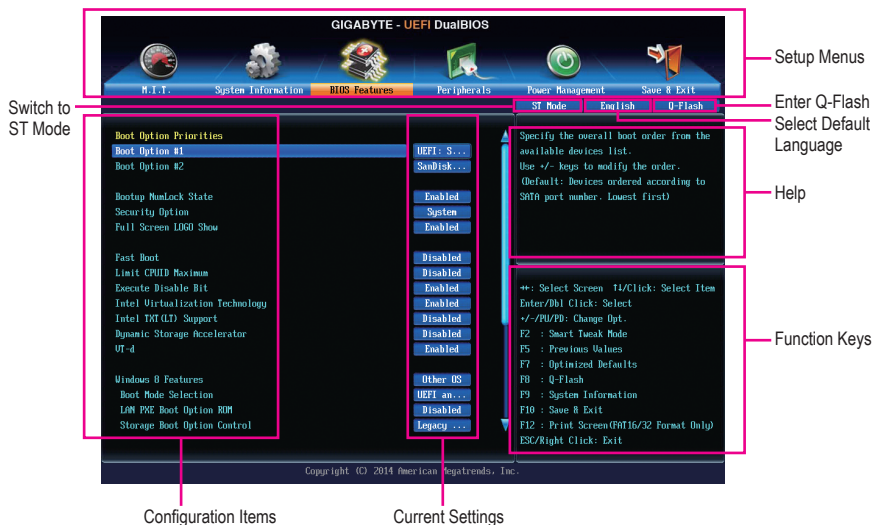 GIGABYTE - UEFI DualBIOS
M.I.T.
System Information
BIOS Features
Peripherals
Power Management
Save & Exit
Setup Menus
ST Mode
English
Q-Flash
Switch to
ST Mode
Enter Q-Flash
Select Default
Language
Boot Option Priorities
Boot Option #1 UEFI: S...
Boot Option #2 SanDisk...
Bootup NumLock State Enabled
Security Option System
Full Screen LOGO Show Enabled
Fast Boot Disabled
Limit CPUID Maximum Disabled
Execute Disable Bit Enabled
Intel Virtualization Technology Enabled
Intel TXT(LT) Support Disabled
Dynamic Storage Accelerator Disabled
VT-d Enabled
Windows 8 Features Other OS
Boot Mode Selection UEFI an...
LAN PXE Boot Option ROM Disabled
Storage Boot Option Control Legacy ...
Specify the overall boot order from the
available devices list.
Use +/- keys to modify the order.
(Default: Devices ordered according to
SATA port number. Lowest first)
Help
→←: Select Screen ↑↓/Click: Select Item
Enter/Dbl Click: Select
+/-/PU/PD: Change Opt.
F2 : Smart Tweak Mode
F5 : Previous Values
F7 : Optimized Defaults
F8 : Q-Flash
F9 : System Information
F10 : Save & Exit
F12 : Print Screen(FAT16/32 Format Only)
ESC/Right Click: Exit
Function Keys
Copyright (C) 2014 American Megatrends, Inc.
Configuration Items
Current Settings